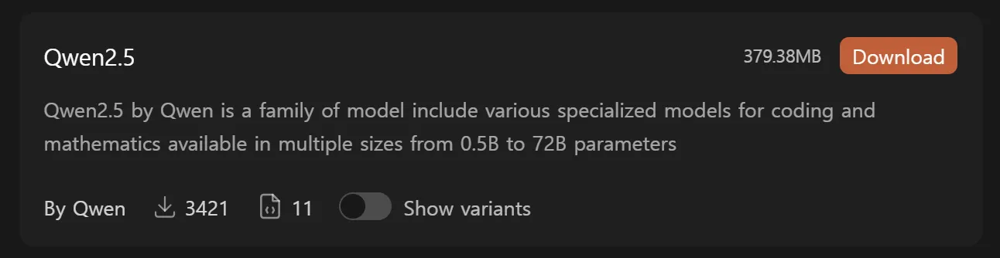 Qwen2.5
379.38MB
Download
Qwen2.5 by Qwen is a family of model include various specialized models for coding and
mathematics available in multiple sizes from 0.5B to 72B parameters
By Qwen 3421 11 Show variants